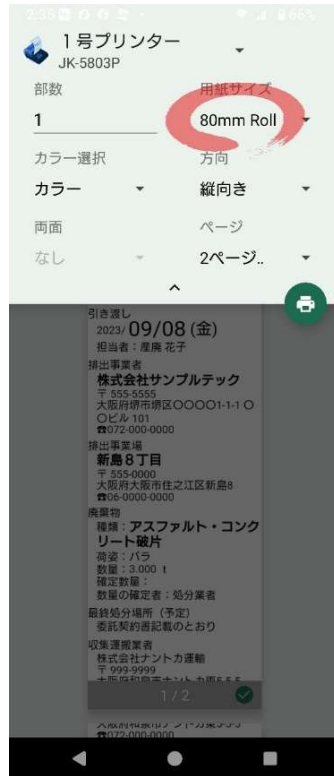 2:35
66%
1号プリンター
JK-5803P
部数
用紙サイズ
1
80mm Roll
カラー選択
方向
カラー
縦向き
両面
ページ
なし
2ページ..
引き渡し
2023/ 09/08 (金)
担当者:産廃 花子
排出事業者
株式会社サンプルテック
〒 555-5555
大阪府堺市堺区〇〇〇〇1-1-1 〇
〇ビル 101
☎072-000-0000
排出事業場
新島8丁目
〒 555-0000
大阪府大阪市住之江区新島8
☎06-0000-0000
廃棄物
種類:アスファルト・コンク
リート破片
荷姿:バラ
数量:3.000 t
確定数量:
数量の確定者:処分業者
最終処分場所(予定)
委託契約書記載のとおり
収集運搬業者
株式会社ナントカ運輸
〒 999-9999
1 / 2
☎072-000-0000